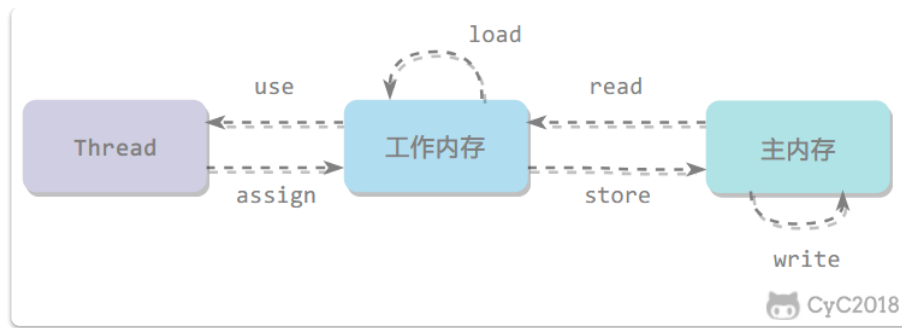 load
use
read
Thread
工作内存
主内存
assign
store
write
CyC2018